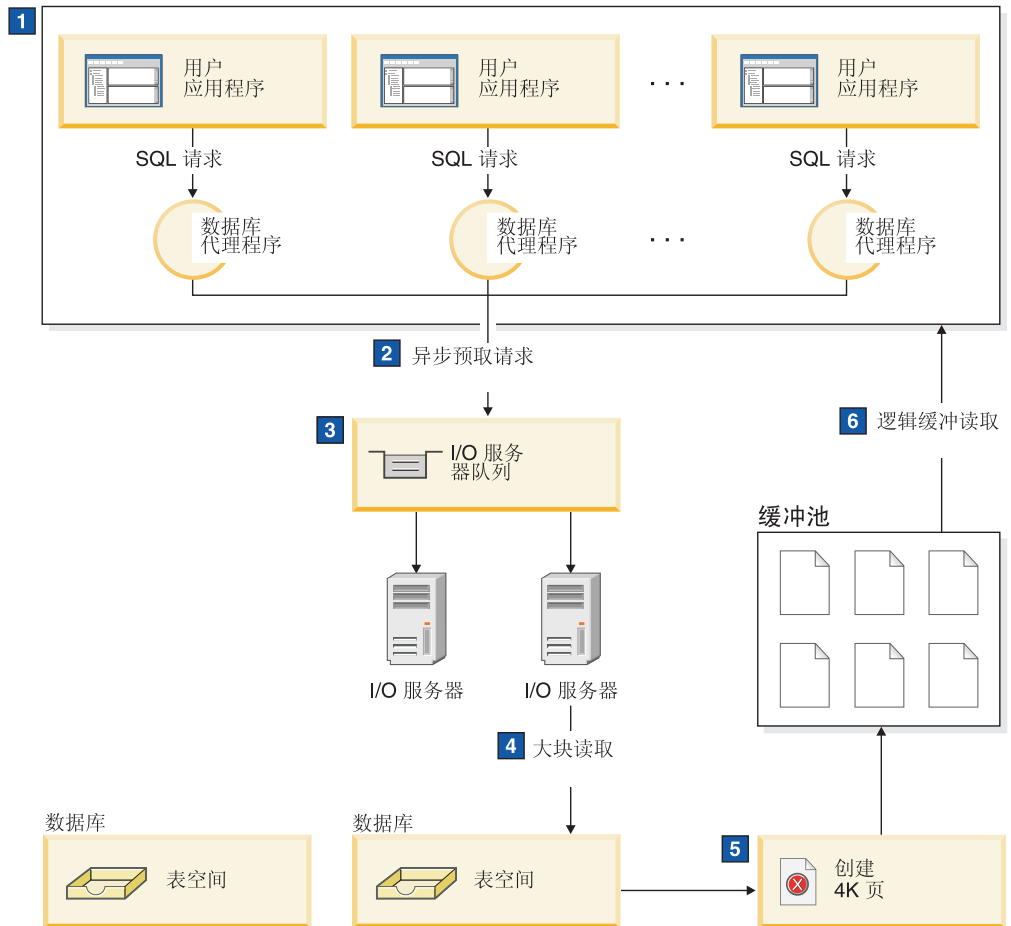 1
用户
应用程序
用户
应用程序
. . .
用户
应用程序
SQL 请求
SQL 请求
SQL 请求
数据库
代理程序
数据库
代理程序
. . .
数据库
代理程序
2 异步预取请求
3
I/O 服务
器队列
6 逻辑缓冲读取
缓冲池
I/O 服务器
I/O 服务器
4 大块读取
数据库
数据库
表空间
表空间
5
创建
4K 页